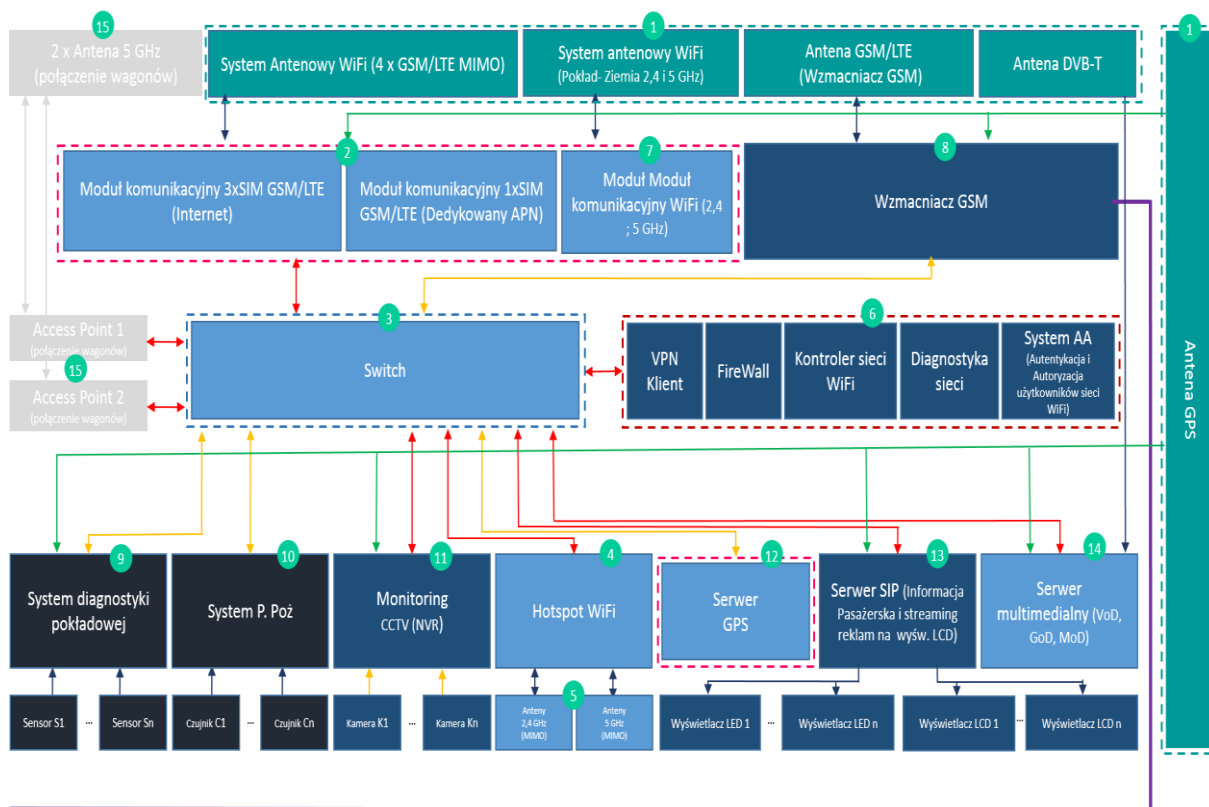 15
1
1
2 x Antena 5 GHz
(połączenie wagonów)
System Antenowy WiFi (4 x GSM/LTE MIMO)
System antenowy WiFi
(Pokład- Ziemia 2,4 i 5 GHz)
Antena GSM/LTE
(Wzmacniacz GSM)
Antena DVB-T
2
7
8
Moduł komunikacyjny 3xSIM GSM/LTE
(Internet)
Moduł komunikacyjny 1xSIM
GSM/LTE (Dedykowany APN)
Moduł Moduł
komunikacyjny WiFi (2,4
; 5 GHz)
Wzmacniacz GSM
Antena GPS
Access Point 1
(połączenie wagonów)
15
Access Point 2
(połączenie wagonów)
3
Switch
6
VPN
Klient
FireWall
Kontroler sieci
WiFi
Diagnostyka
sieci
System AA
(Autentykacja i
Autoryzacja
użytkowników sieci
WiFi)
9
System diagnostyki
pokładowej
10
System P. Poż
11
Monitoring
CCTV (NVR)
4
Hotspot WiFi
12
Serwer
GPS
13
Serwer SIP (Informacja
Pasażerska i streaming
reklam na wyśw. LCD)
14
Serwer
multimedialny (VoD,
GoD, MoD)
Sensor S1
...
Sensor Sn
Czujnik C1
...
Czujnik Cn
Kamera K1
...
Kamera Kn
5
Anteny
2,4 GHz
(MIMO)
Anteny
5 GHz
(MIMO)
Wyświetlacz LED 1
...
Wyświetlacz LED n
Wyświetlacz LCD 1
...
Wyświetlacz LCD n